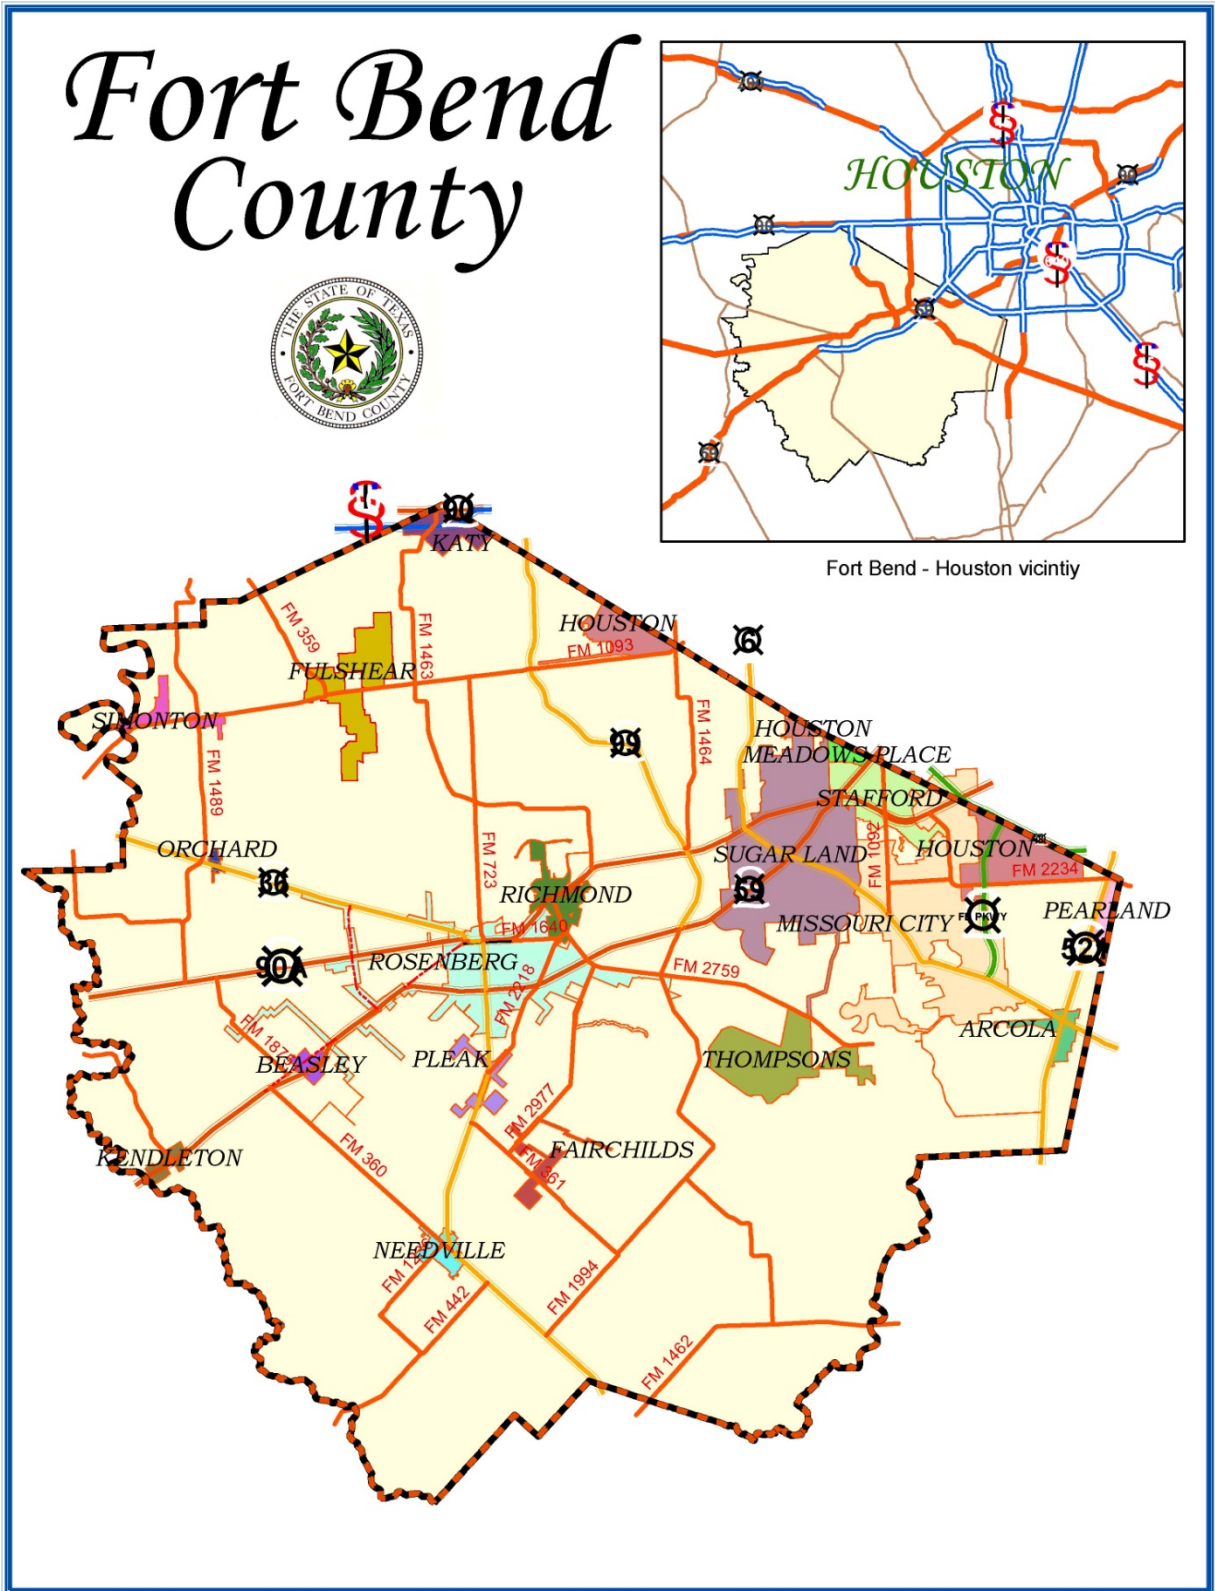 Fort Bend
County
THE STATE OF TEXAS
FORT BEND COUNTY
HOUSTON
Fort Bend - Houston vicintiy
90
KATY
FM 359
FM 1463
HOUSTON
FM 1093
6
FULSHEAR
SIMONTON
FM 1464
99
HOUSTON
MEADOWS PLACE
FM 1489
STAFFORD
ORCHARD
36
FM 723
SUGAR LAND
FM 1092
HOUSTON
FM 2234
69
RICHMOND
MISSOURI CITY
PEARLAND
FM 1640
90A
ROSENBERG
FM 2759
FM 2218
ARCOLA
BEASLEY
PLEAK
THOMPSONS
FM 2977
KENDLETON
FM 360
FM 361
FAIRCHILDS
NEEDVILLE
FM 442
FM 1994
FM 1462